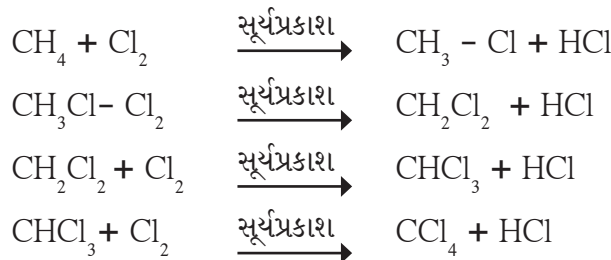 CH₄ + Cl₂ સૂર્યપ્રકાશ → CH₃ – Cl + HCl
CH₃Cl– Cl₂ સૂર્યપ્રકાશ → CH₂Cl₂ + HCl
CH₂Cl₂ + Cl₂ સૂર્યપ્રકાશ → CHCl₃ + HCl
CHCl₃ + Cl₂ સૂર્યપ્રકાશ → CCl₄ + HCl